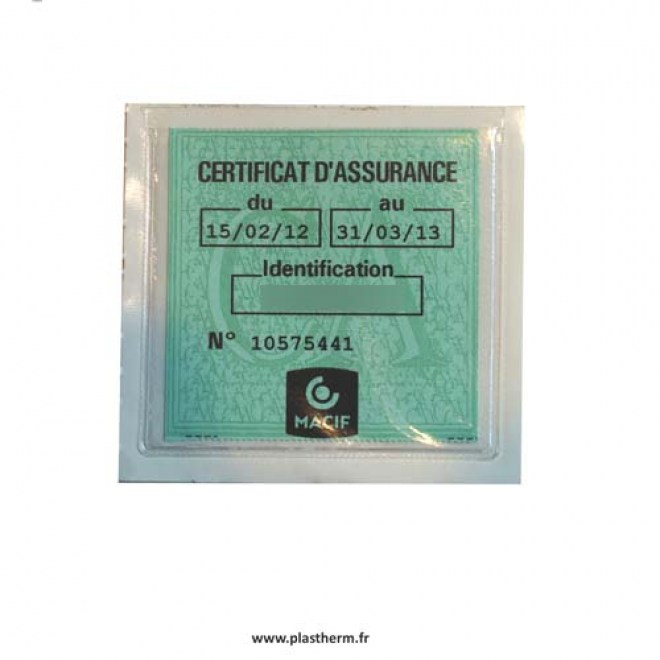 CERTIFICAT D'ASSURANCE
du au
15/02/12 31/03/13
Identification
N° 10575441
MACIF
www.plastherm.fr